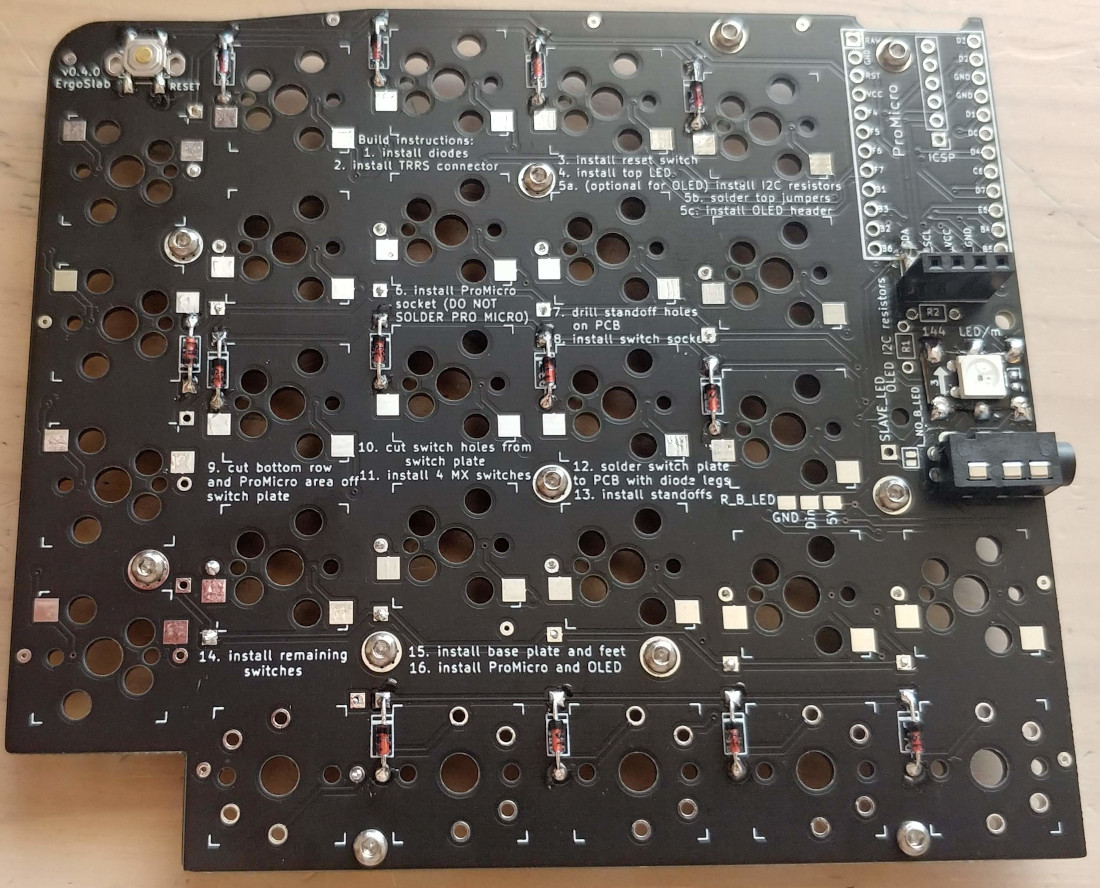 v0.4.0
ErgoSlab
RESET
Build instructions:
1. install diodes
2. install TRRS connector
3. install reset switch
4. install top LED
5a. (optional for OLED) install I2C resistors
5b. solder top jumpers
5c. install OLED header
6. install ProMicro
socket (DO NOT
SOLDER PRO MICRO)
7. drill standoff holes
on PCB
8. install switch sockets
9. cut bottom row
and ProMicro area off
switch plate
10. cut switch holes from
switch plate
11. install 4 MX switches
12. solder switch plate
to PCB with diode legs
13. install standoffs
14. install remaining
switches
15. install base plate and feet
16. install ProMicro and OLED
RAW
GND
RST
VCC
F4
F5
F6
F7
B1
B3
B2
B6
ProMicro
ICSP
D3
D2
GND
GND
D1
D0
D4
C6
D7
E6
B4
B5
SDA
SCL
VCC
GND
OLED I2C resistors
R2
R1
144 LED/m
SLAVE_LED
NO_B_LED
R_B_LED
GND
Din
5V